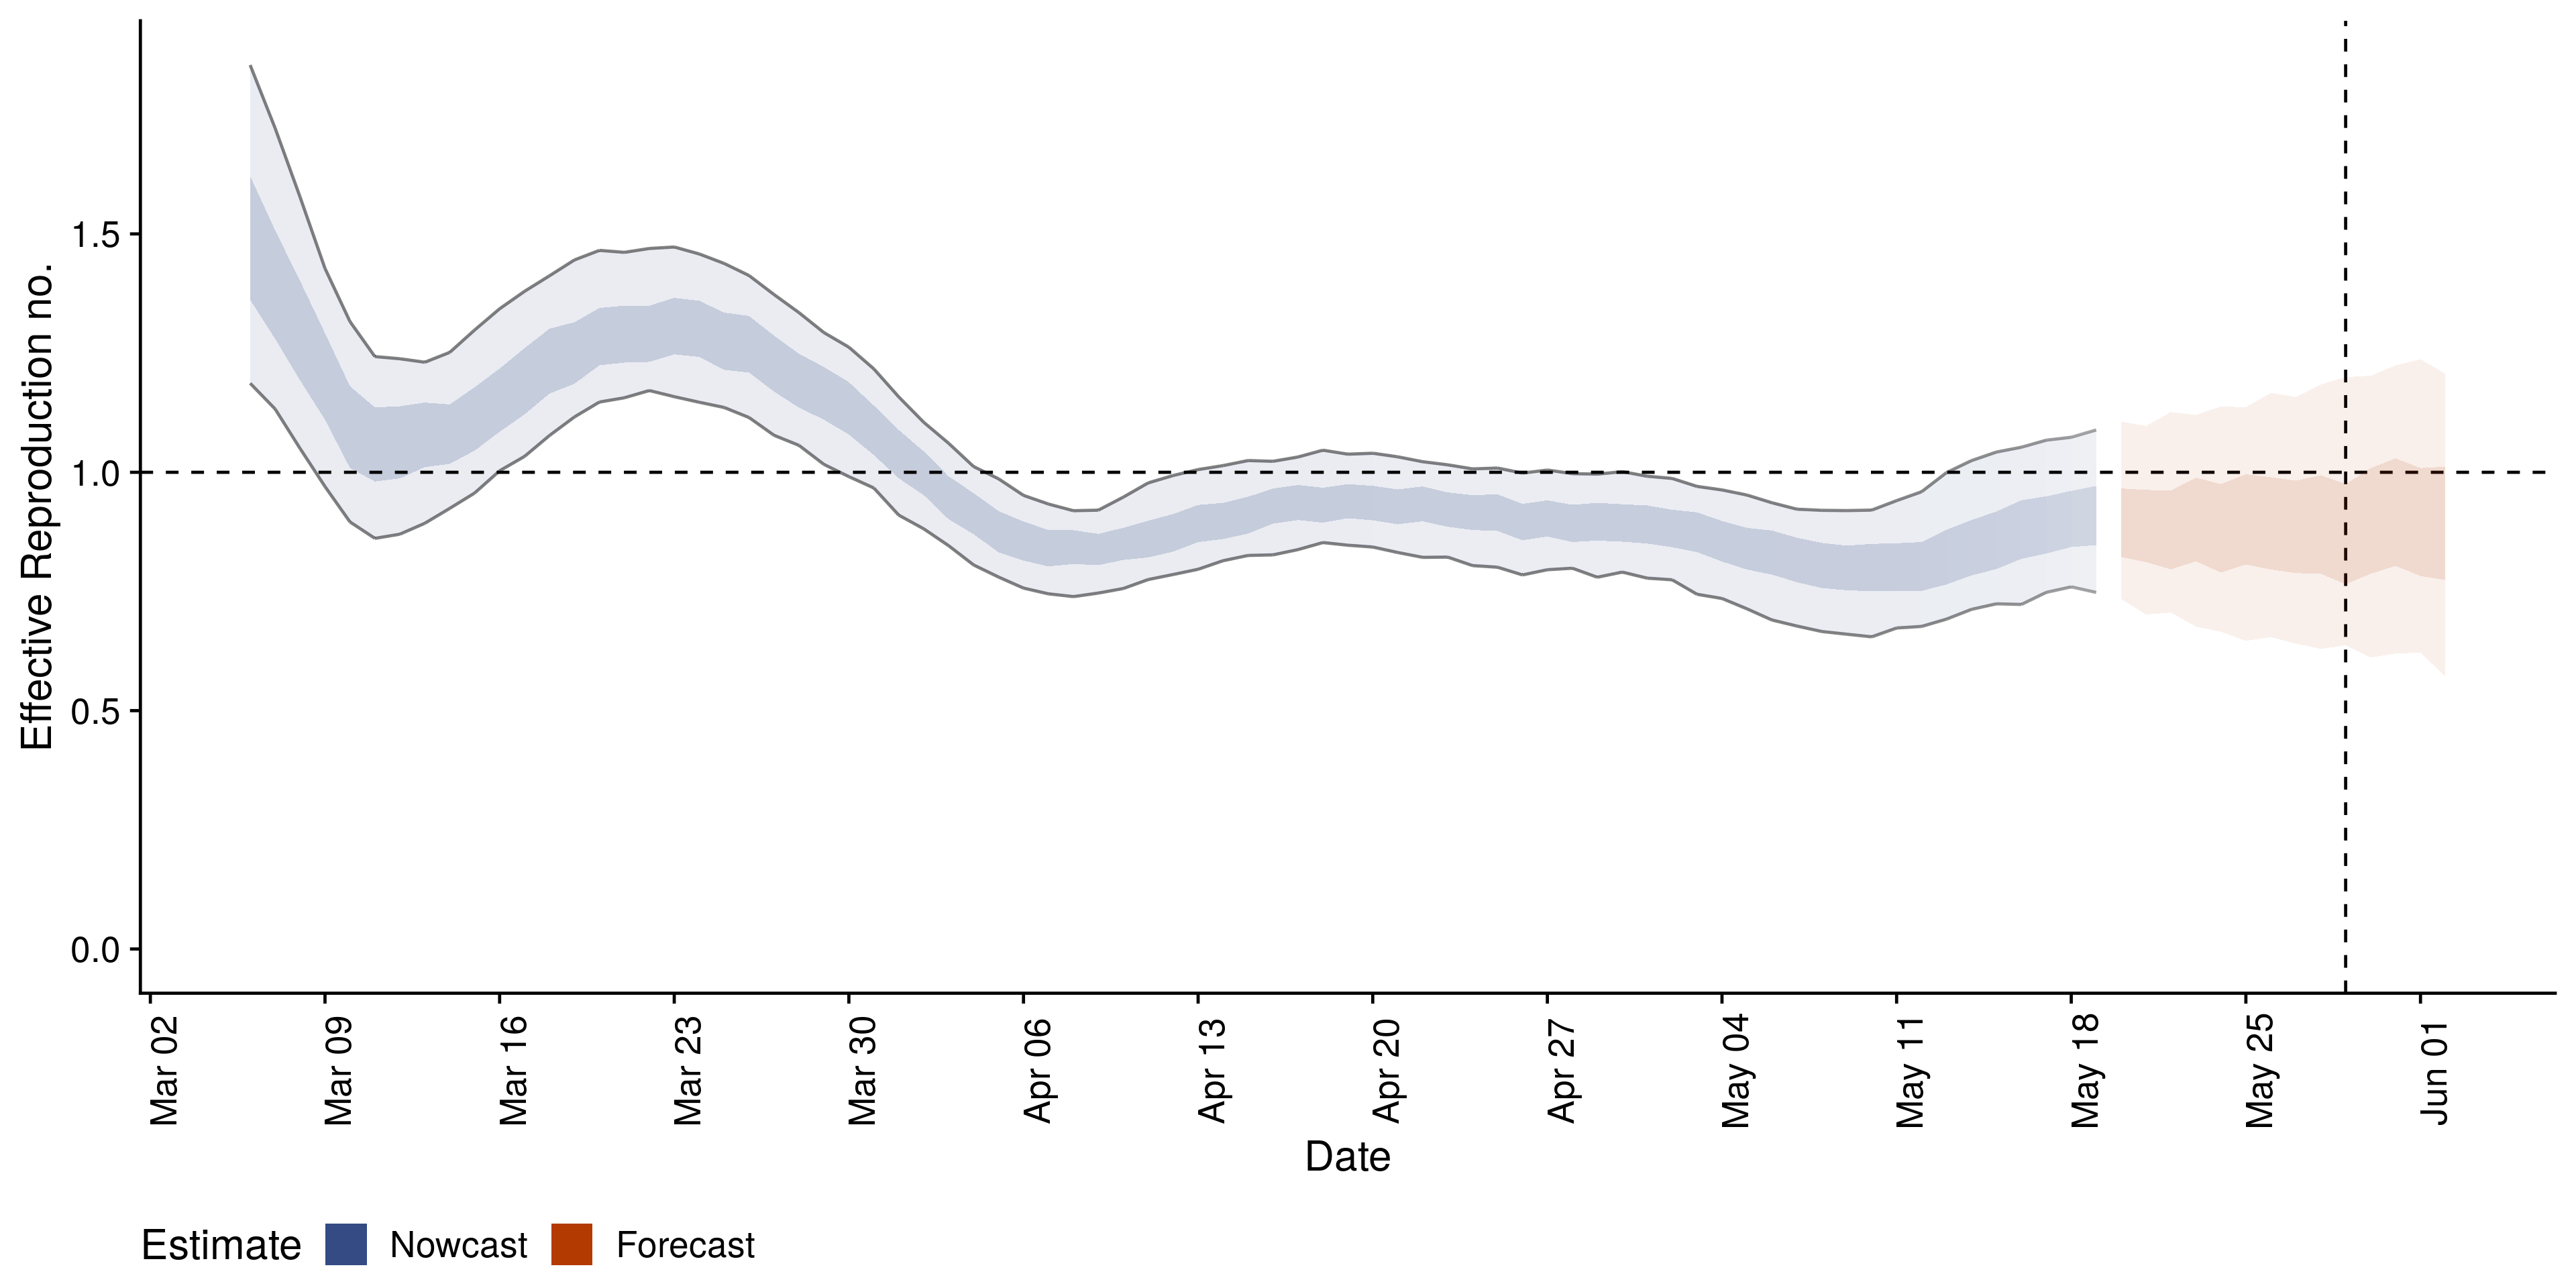 Effective Reproduction no.
1.5
1.0
0.5
0.0
Mar 02
Mar 09
Mar 16
Mar 23
Mar 30
Apr 06
Apr 13
Apr 20
Apr 27
May 04
May 11
May 18
May 25
Jun 01
Date
Estimate Nowcast Forecast